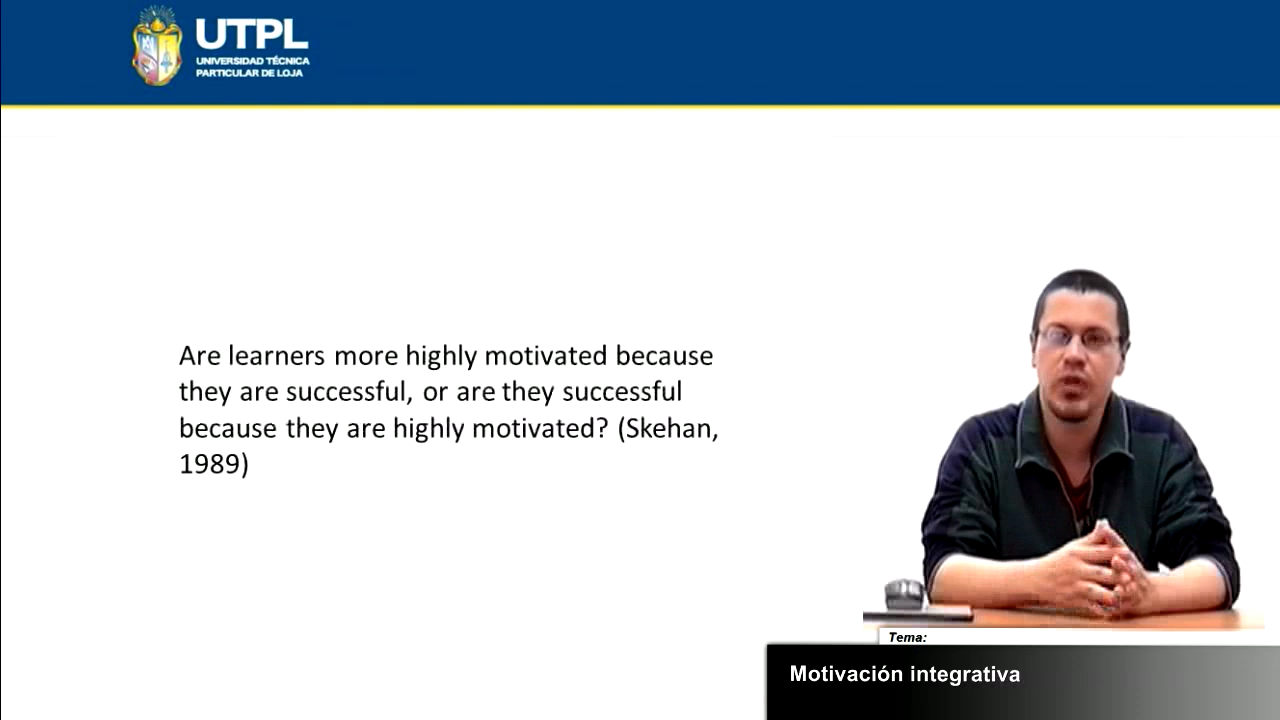 UTPL
UNIVERSIDAD TÉCNICA
PARTICULAR DE LOJA
Are learners more highly motivated because
they are successful, or are they successful
because they are highly motivated? (Skehan,
1989)
Tema:
Motivación integrativa